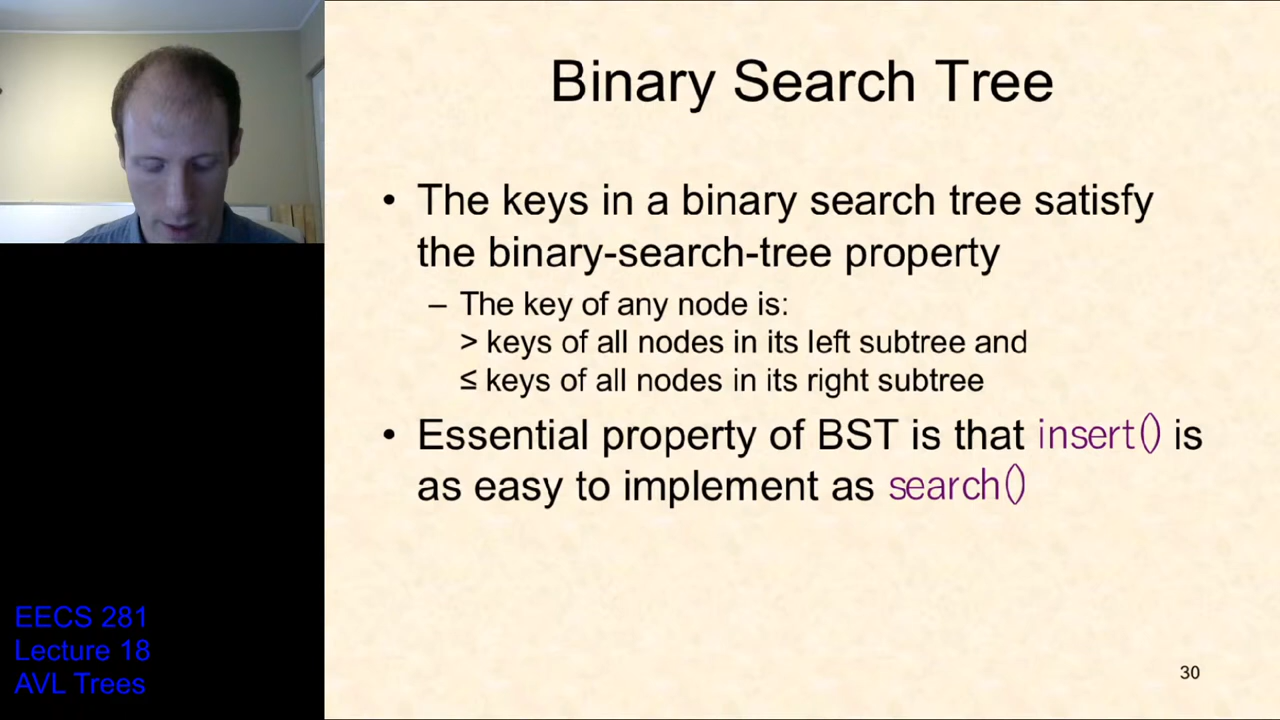 Binary Search Tree
• The keys in a binary search tree satisfy
the binary-search-tree property
– The key of any node is:
> keys of all nodes in its left subtree and
≤ keys of all nodes in its right subtree
• Essential property of BST is that insert() is
as easy to implement as search()
30
EECS 281
Lecture 18
AVL Trees